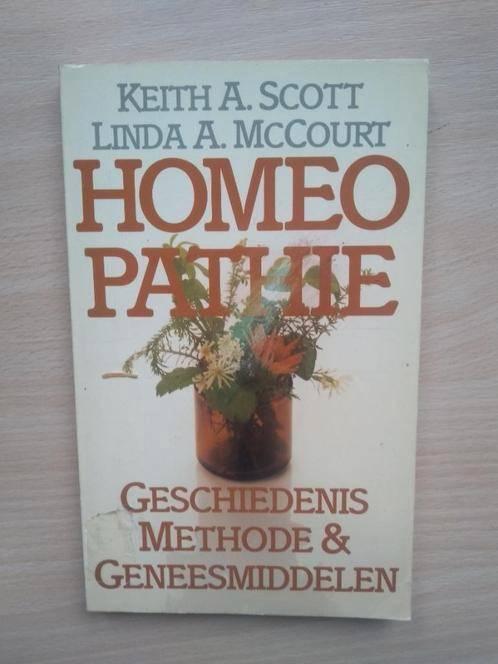 KEITH A. SCOTT
LINDA A. MCCOURT
HOMEO
PATHIE
GESCHIEDENIS
METHODE &
GENEESMIDDELEN